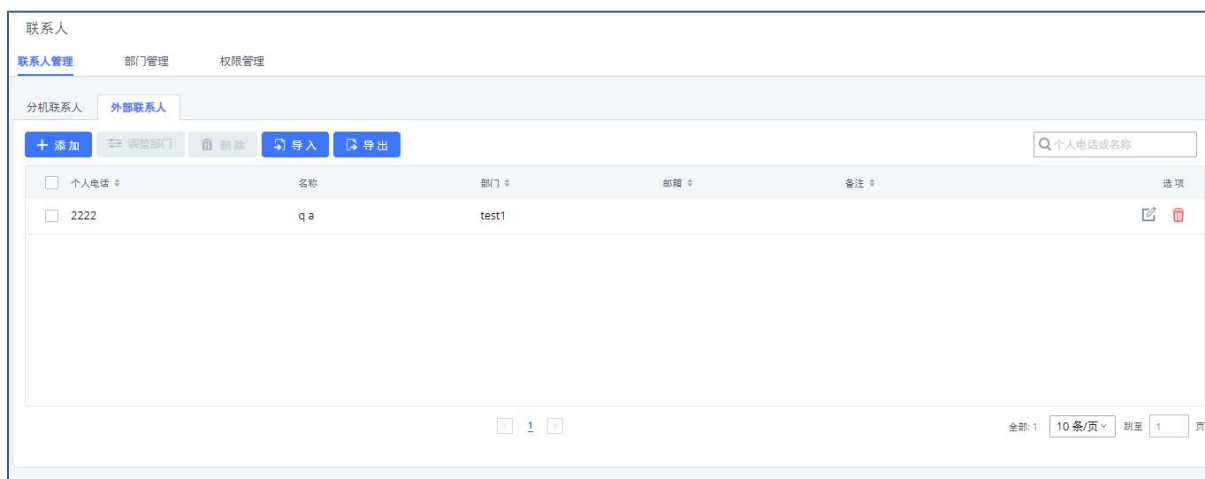 联系人
联系人管理 部门管理 权限管理
分机联系人 外部联系人
添加 调整部门 删除 导入 导出 个人电话或名称
个人电话 名称 部门 邮箱 备注 选项
2222 q a test1
1 全部: 1 10 条/页 跳至 1 页